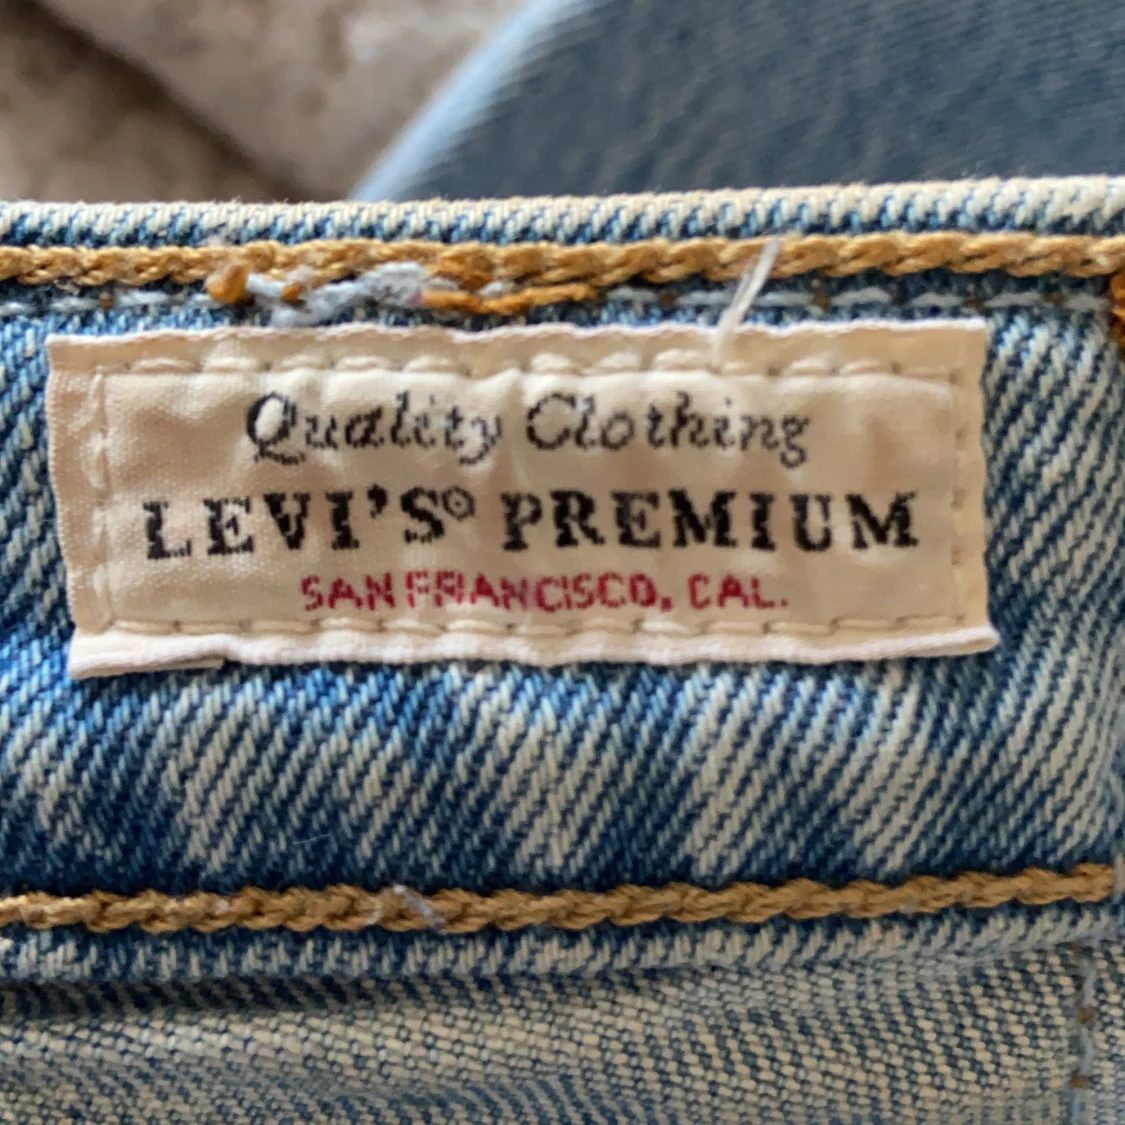 Quality Clothing
LEVI'S® PREMIUM
SAN FRANCISCO, CAL.